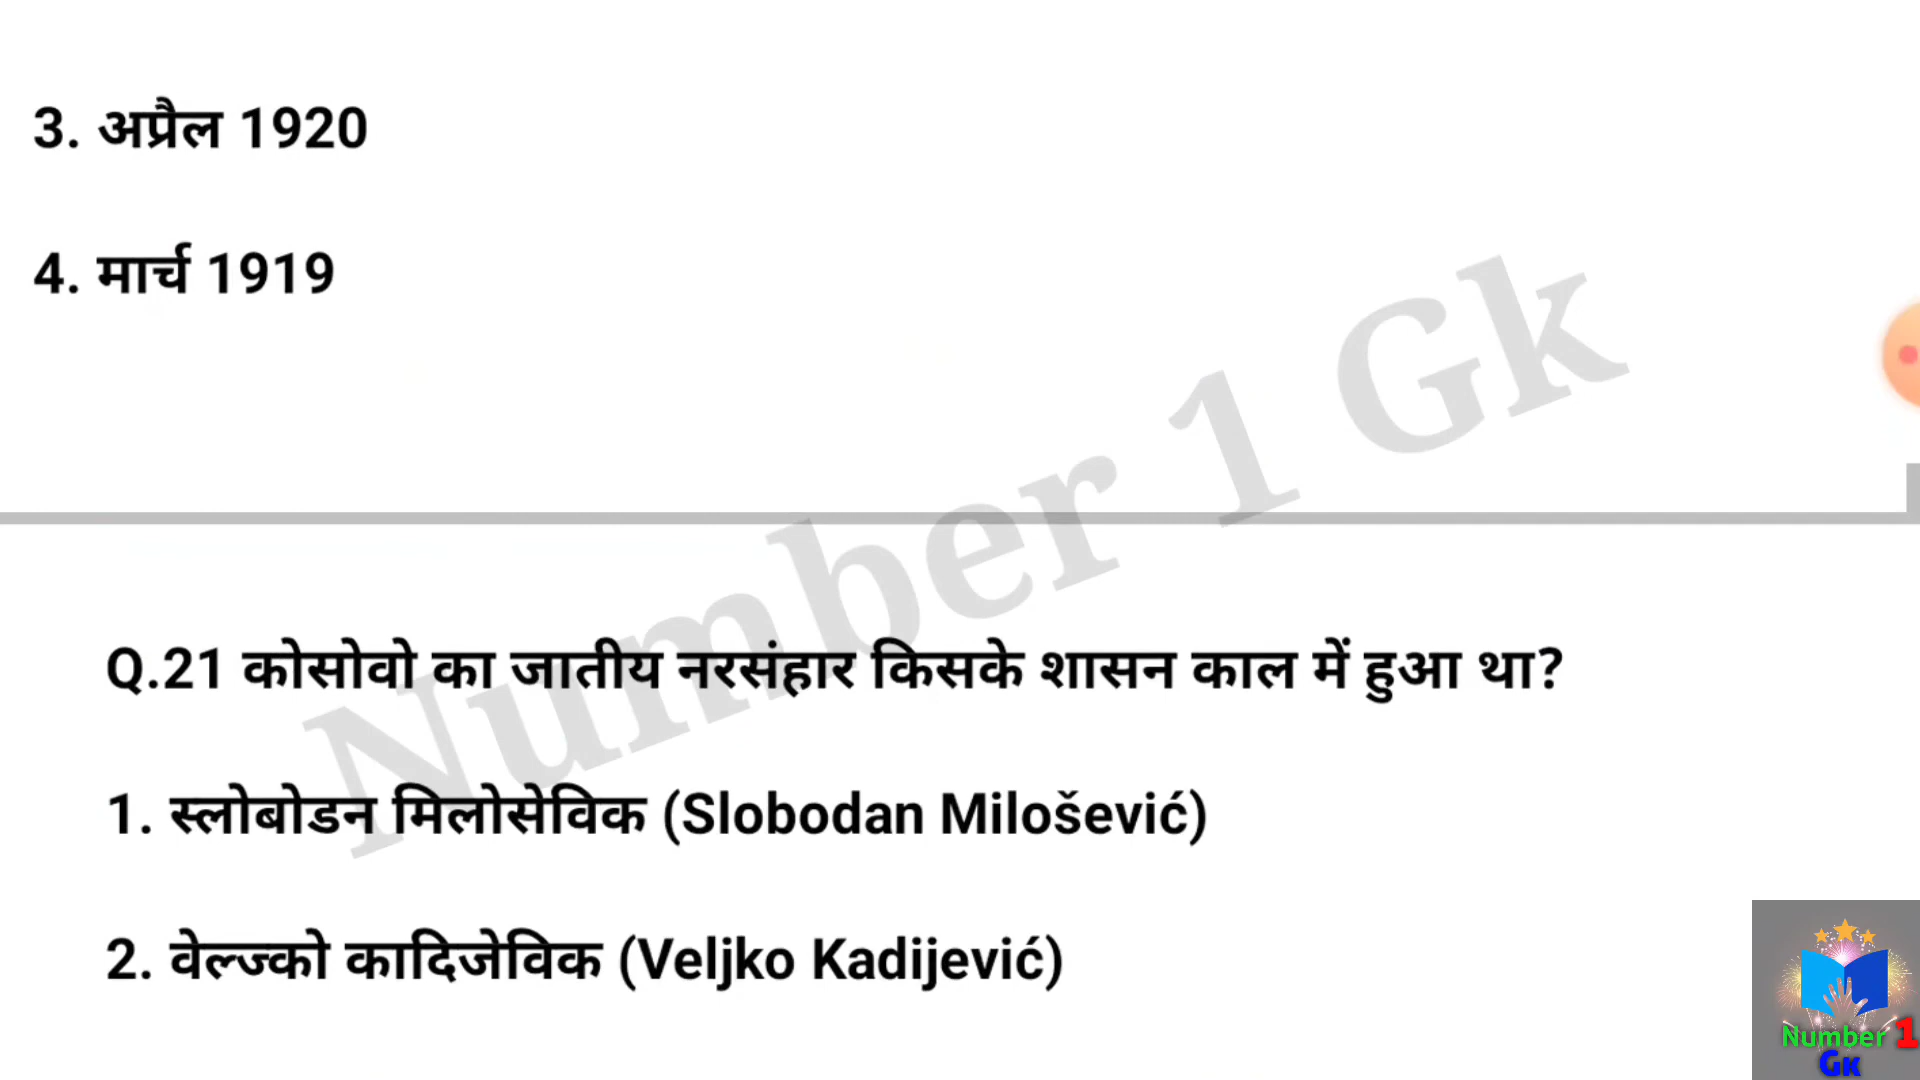 3. अप्रैल 1920
4. मार्च 1919
Number 1 Gk
Q.21 कोसोवो का जातीय नरसंहार किसके शासन काल में हुआ था?
1. स्लोबोडन मिलोसेविक (Slobodan Milošević)
2. वेल्ज्को कादिजेविक (Veljko Kadijević)
Number 1
GK